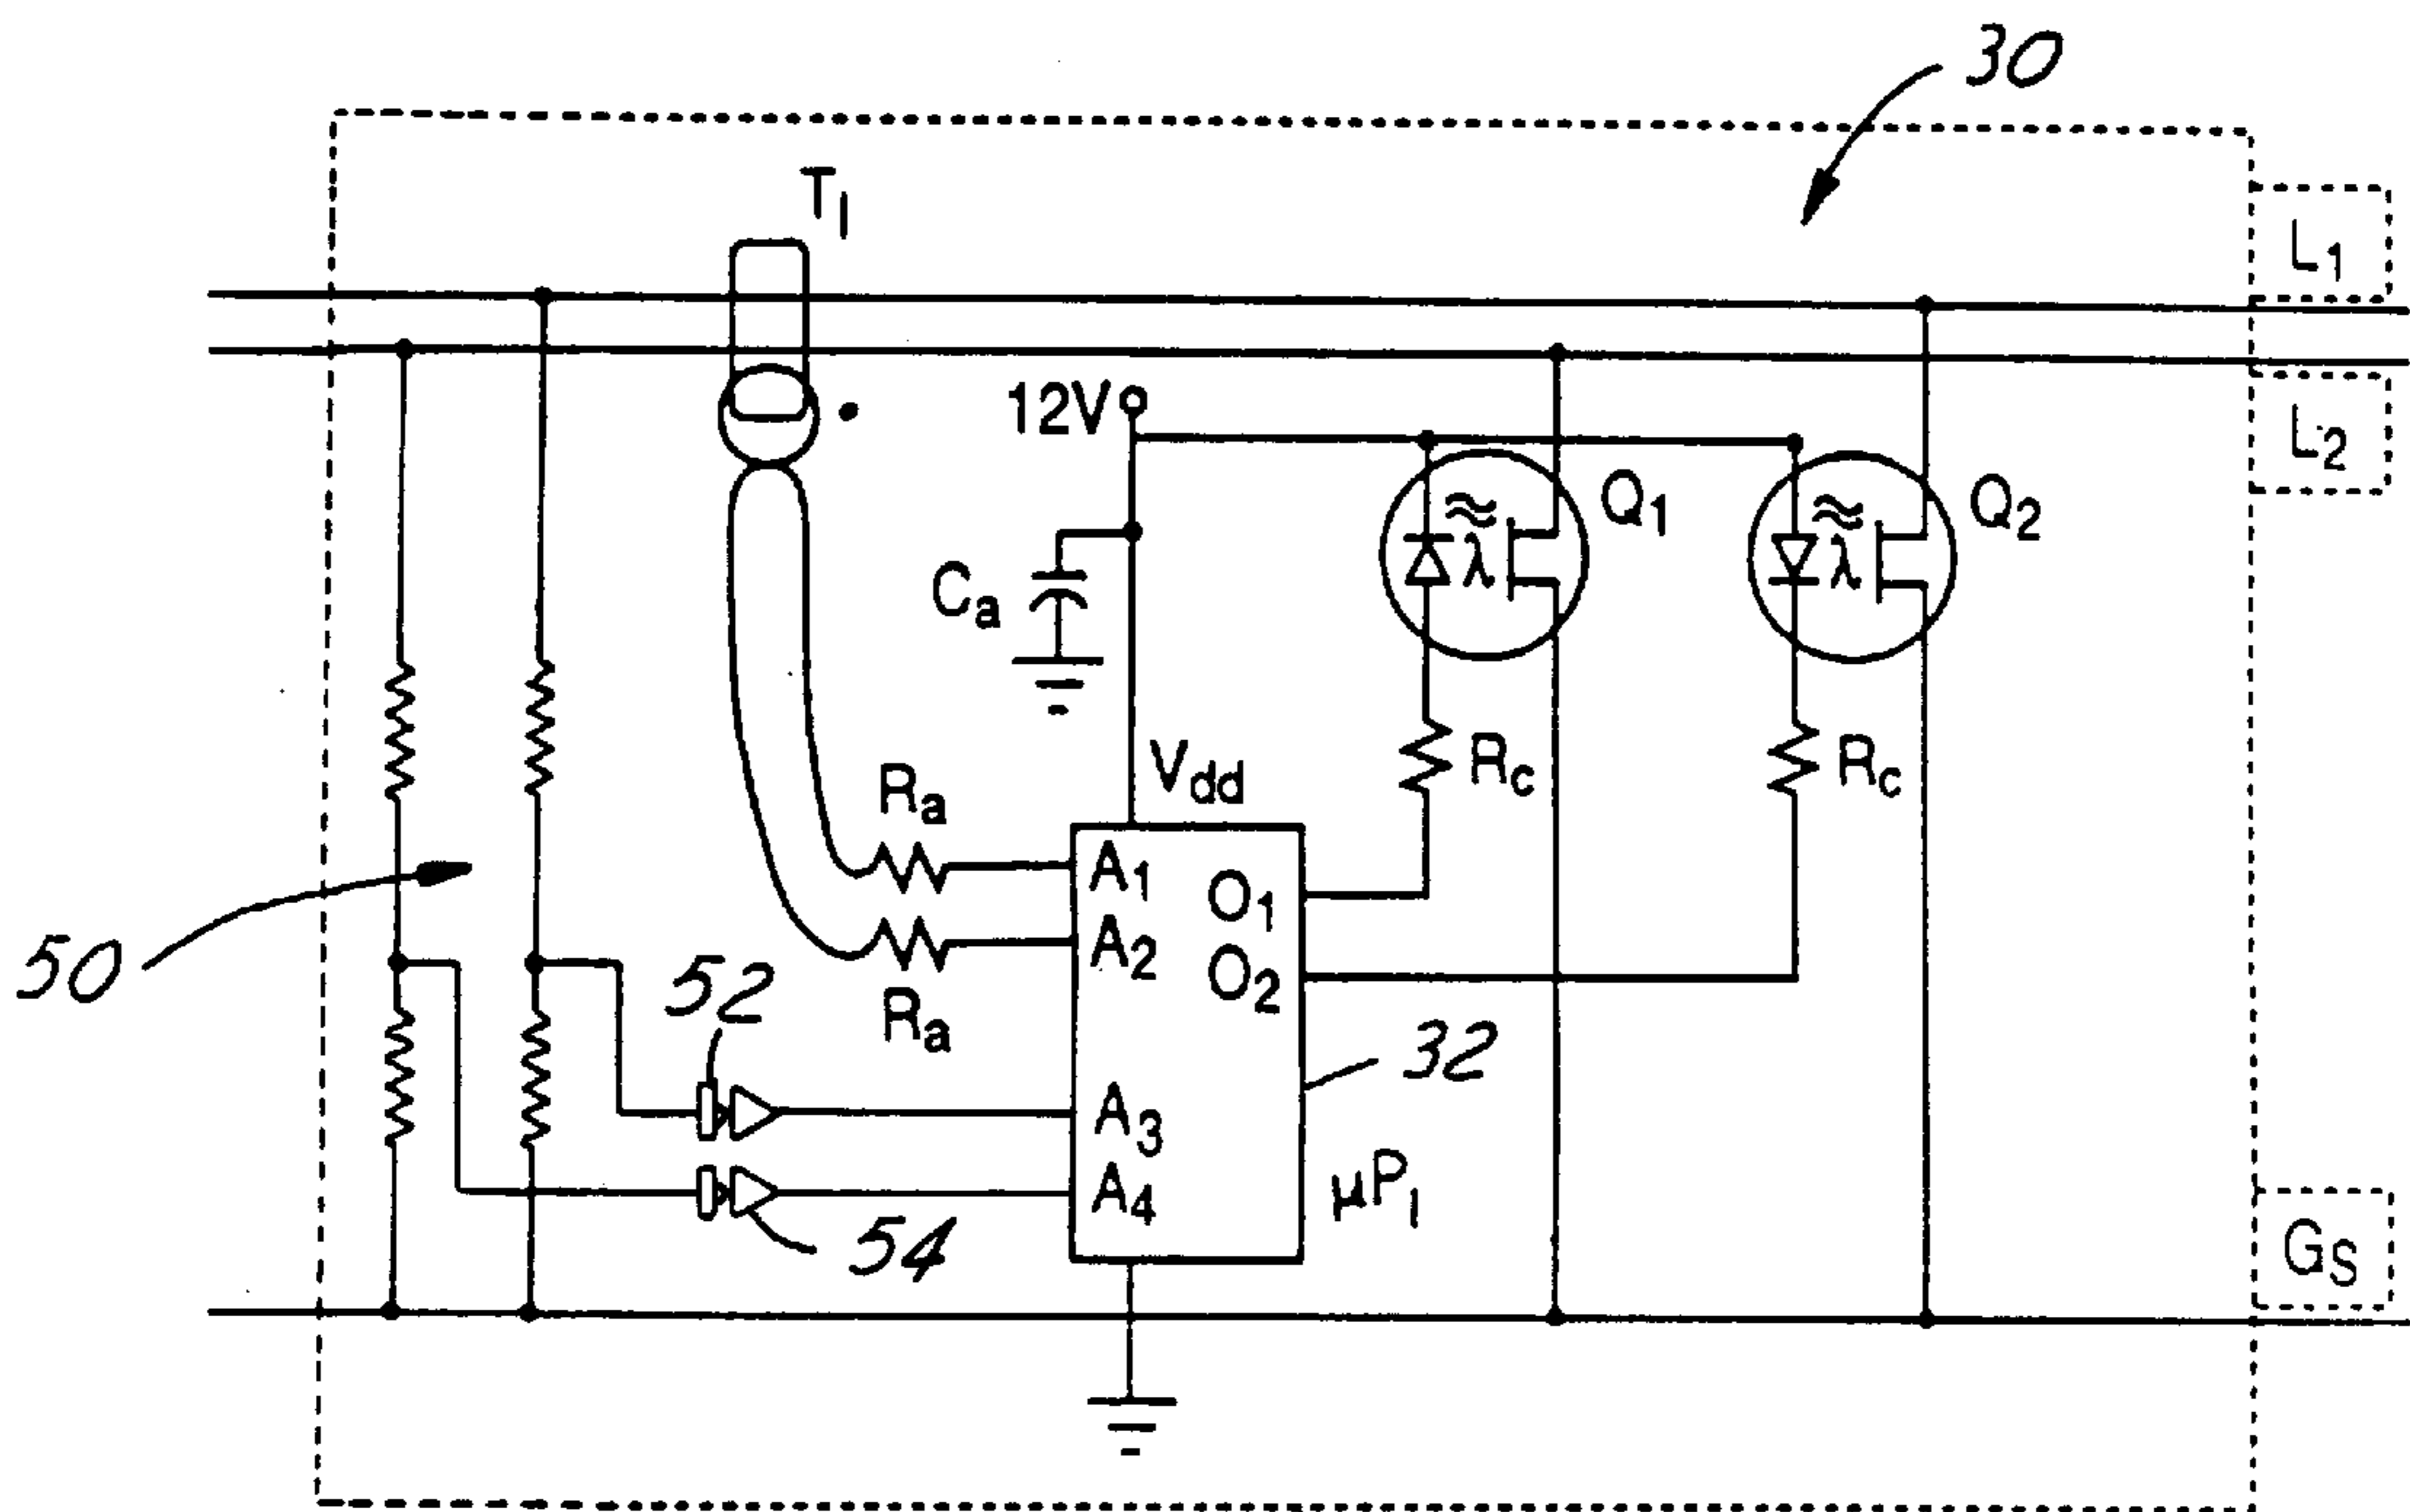 30
T1
L1
12V
L2
Q1
Q2
Ca
λ
λ
Vdd
Rc
Rc
Ra
A1
O1
A2
O2
50
52
Ra
32
A3
A4
μP1
54
GS